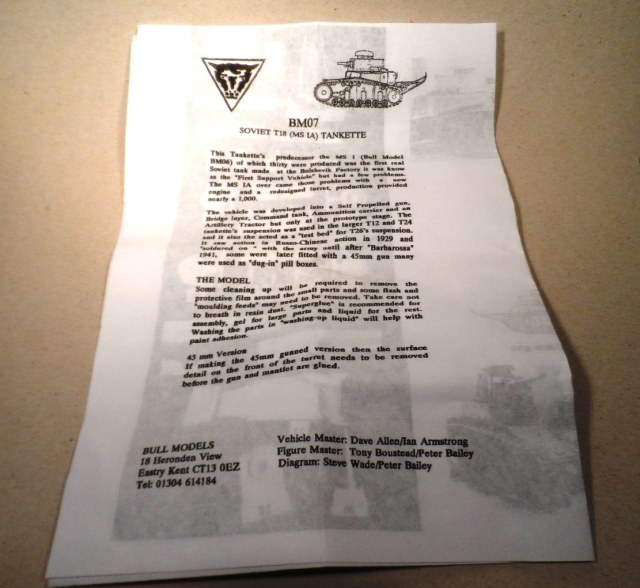 BM07
SOVIET T18 (MS 1A) TANKETTE
This Tankette's predecessor the MS 1 (Bull Model
BM06) of which thirty were produced was the first real
Soviet tank made at the Bolshevik Factory it was know
as the "First Support Vehicle" but had a few problems.
The MS 1A over came those problems with a new
engine and a redesigned turret, production provided
nearly a 1,000.
The vehicle was developed into a Self Propelled gun,
Bridge layer, Command tank, Ammunition carrier and an
Artillery Tractor but only at the prototype stage. The
tankette's suspension was used in the larger T12 and T24
and it also the acted as a "test bed" for T26's suspension.
It saw action in Russo-Chinese action in 1929 and
"soldered on" with the army until after "Barbarossa"
1941, some were later fitted with a 45mm gun many
were used as "dug-in" pill boxes.
THE MODEL
Some cleaning up will be required to remove the
protective film around the small parts and some flash and
"moulding feeds" may need to be removed. Take care not
to breath in resin dust. "Superglue" is recommended for
assembly, gel for large parts and liquid for the rest.
Washing the parts in "washing-up liquid" will help with
paint adhesion.
45 mm Version
If making the 45mm gunned version then the surface
detail on the front of the turret needs to be removed
before the gun and mantlet are glued.
BULL MODELS
18 Heronden View
Eastry Kent CT13 0EZ
Tel: 01304 614184
Vehicle Master: Dave Allen/Ian Armstrong
Figure Master: Tony Boustead/Peter Bailey
Diagram: Steve Wade/Peter Bailey